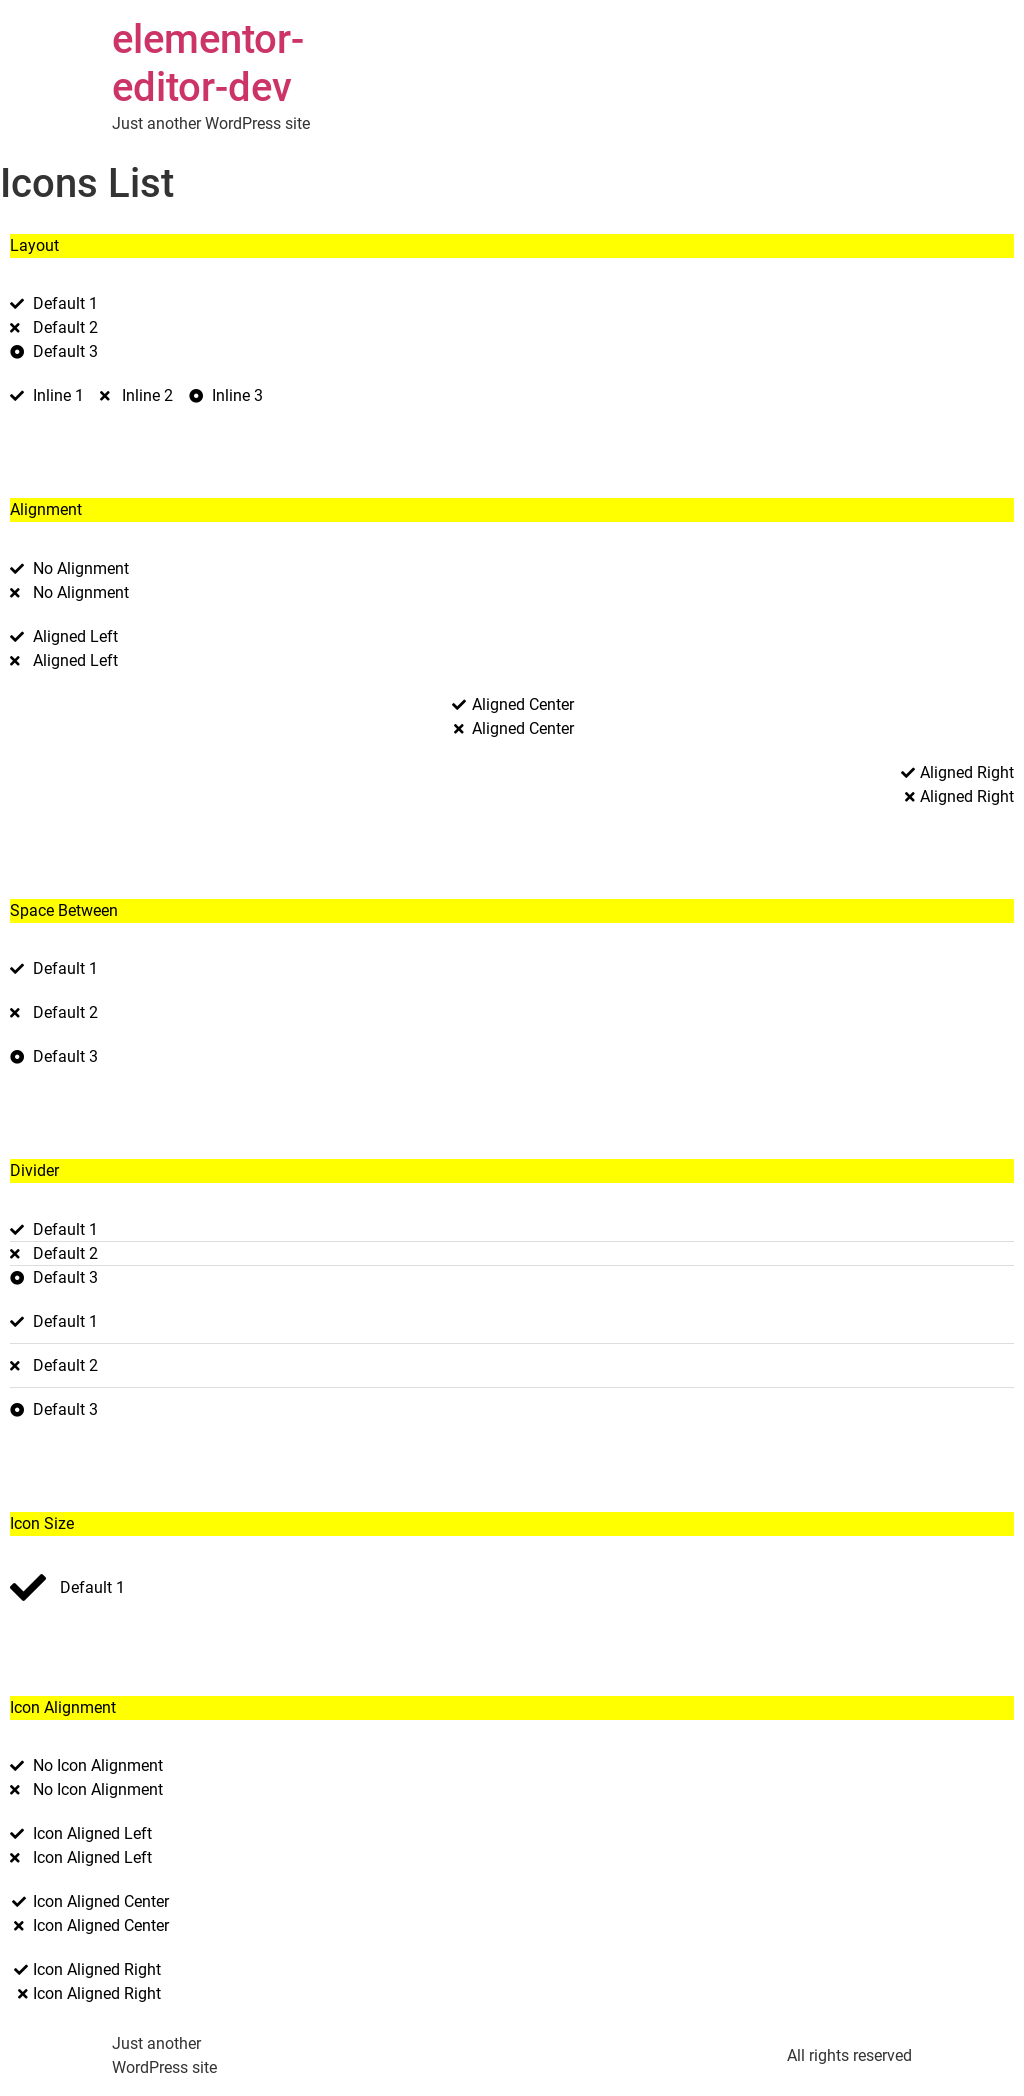 elementor-
editor-dev
Just another WordPress site
Icons List
Layout
Default 1
Default 2
Default 3
Inline 1 Inline 2 Inline 3
Alignment
No Alignment
No Alignment
Aligned Left
Aligned Left
Aligned Center
Aligned Center
Aligned Right
Aligned Right
Space Between
Default 1
Default 2
Default 3
Divider
Default 1
Default 2
Default 3
Default 1
Default 2
Default 3
Icon Size
Default 1
Icon Alignment
No Icon Alignment
No Icon Alignment
Icon Aligned Left
Icon Aligned Left
Icon Aligned Center
Icon Aligned Center
Icon Aligned Right
Icon Aligned Right
Just another
WordPress site
All rights reserved